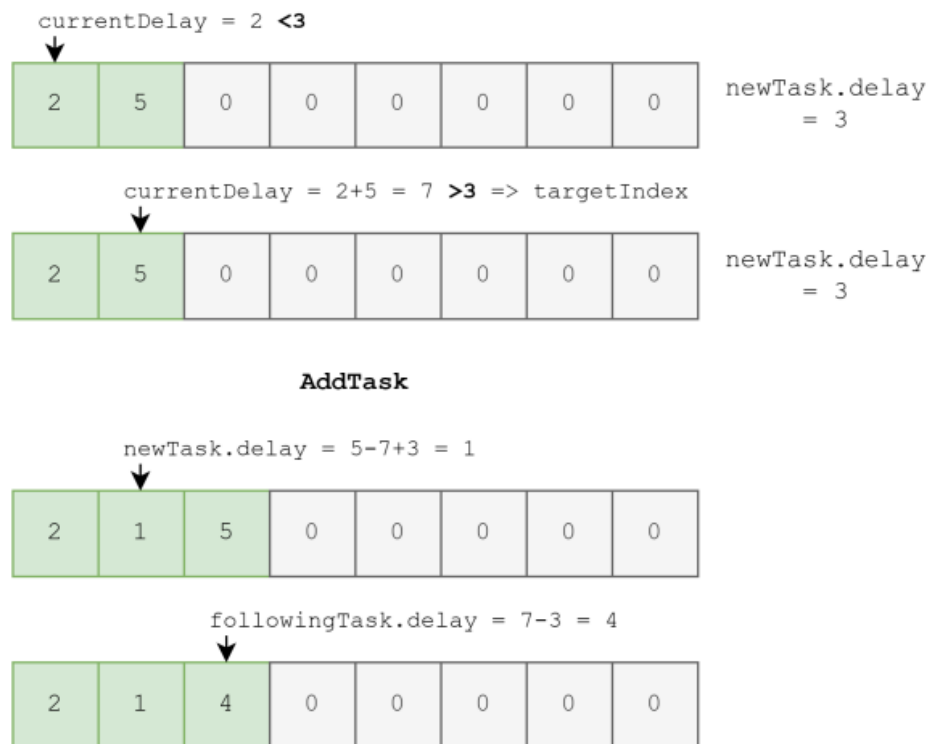 currentDelay = 2 <3
2 5 0 0 0 0 0 0
newTask.delay
= 3
currentDelay = 2+5 = 7 >3 => targetIndex
2 5 0 0 0 0 0 0
newTask.delay
= 3
AddTask
newTask.delay = 5-7+3 = 1
2 1 5 0 0 0 0 0
followingTask.delay = 7-3 = 4
2 1 4 0 0 0 0 0